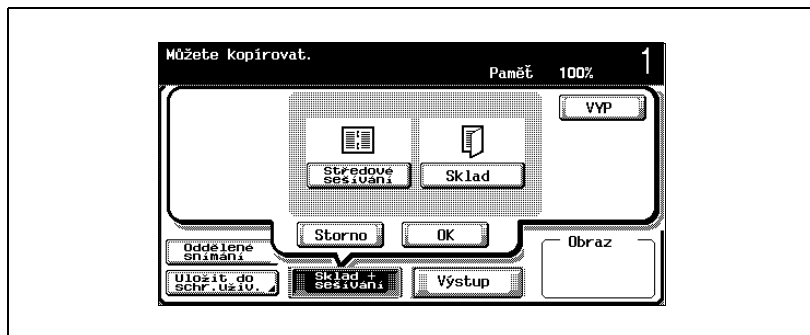 Můžete kopírovat.
Paměť 100% 1
VYP
Středové
sešívání
Sklad
Storno
OK
Oddělené
snímání
Obraz
Uložit do
schr.uživ.
Sklad +
sešívání
Výstup